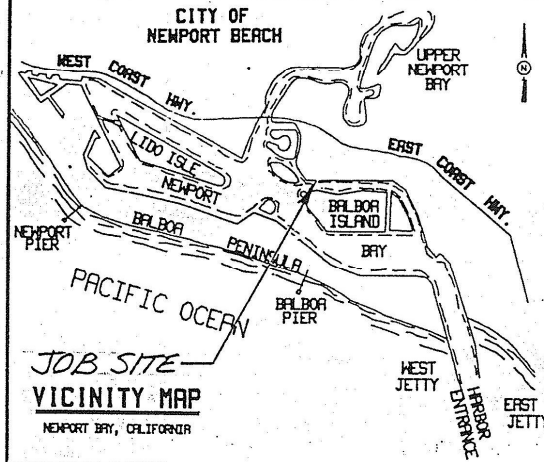 CITY OF
NEWPORT BEACH
UPPER
NEWPORT
BAY
N
WEST COAST HWY.
EAST COAST HWY.
LIDO ISLE
NEWPORT
BALBOA
ISLAND
BAY
NEWPORT
PIER
BALBOA
PENINSULA
PACIFIC OCEAN
BALBOA
PIER
JOB SITE
VICINITY MAP
NEWPORT BAY, CALIFORNIA
WEST
JETTY
HARBOR
ENTRANCE
EAST
JETTY